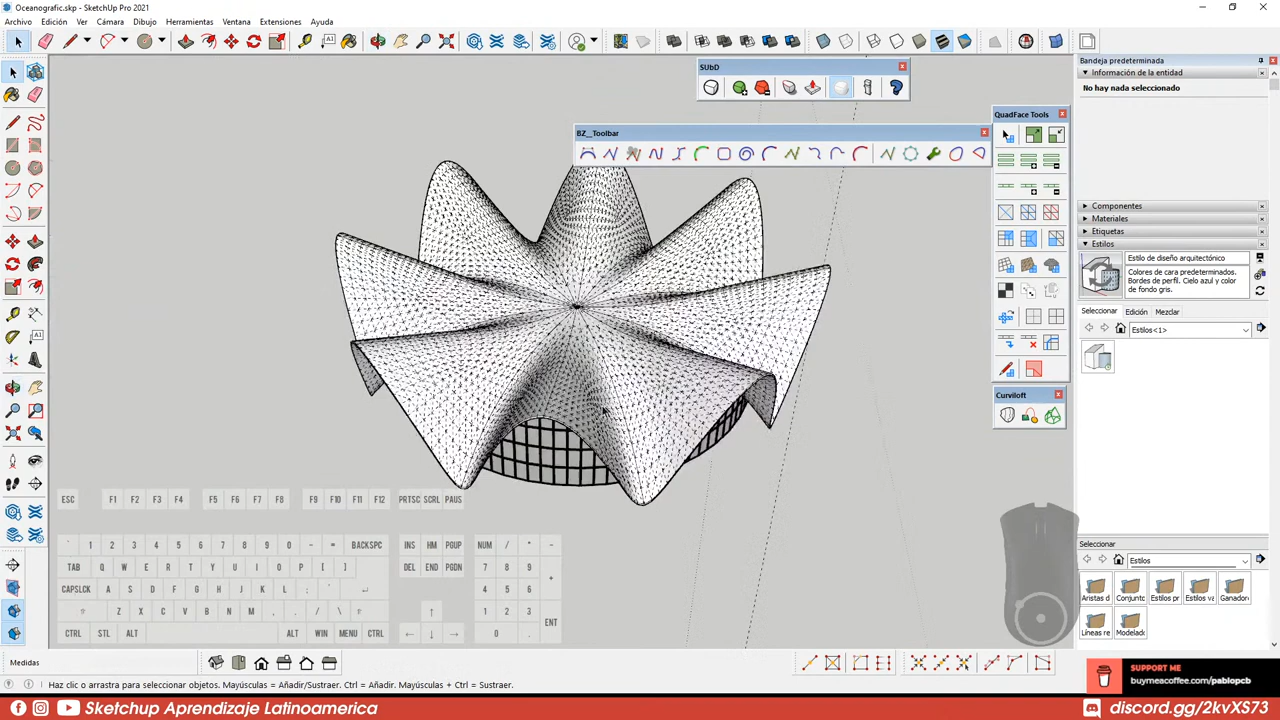 Oceanografic.skp - SketchUp Pro 2021
Archivo Edición Ver Cámara Dibujo Herramientas Ventana Extensiones Ayuda
SUbD
BZ__Toolbar
QuadFace Tools
Curviloft
Bandeja predeterminada
Información de la entidad
No hay nada seleccionado
Componentes
Materiales
Etiquetas
Estilos
Estilo de diseño arquitectónico
Colores de cara predeterminados.
Bordes de perfil. Cielo azul y color
de fondo gris.
Seleccionar Edición Mezclar
Estilos<1>
Seleccionar
Estilos
Aristas d Conjunto Estilos pr Estilos va Ganador
Líneas re Modelad
ESC F1 F2 F3 F4 F5 F6 F7 F8 F9 F10 F11 F12 PRTSC SCRL PAUS
` 1 2 3 4 5 6 7 8 9 0 - = BACKSPC INS HM PGUP NUM / * -
TAB Q W E R T Y U I O P [ ] DEL END PGDN 7 8 9 +
CAPSLCK A S D F G H J K L ; ' ↵ 4 5 6
⇧ \ Z X C V B N M , . / ⇧ ↑ 1 2 3 ENT
CTRL STL ALT ALT WIN MENU CTRL ← ↓ → 0 .
Medidas
Haz clic o arrastra para seleccionar objetos. Mayúsculas = Añadir/Sustraer. Ctrl = Añadir. Mayúsculas + Ctrl = Sustraer.
SUPPORT ME
buymeacoffee.com/pablopcb
Sketchup Aprendizaje Latinoamerica
discord.gg/2kvXS73